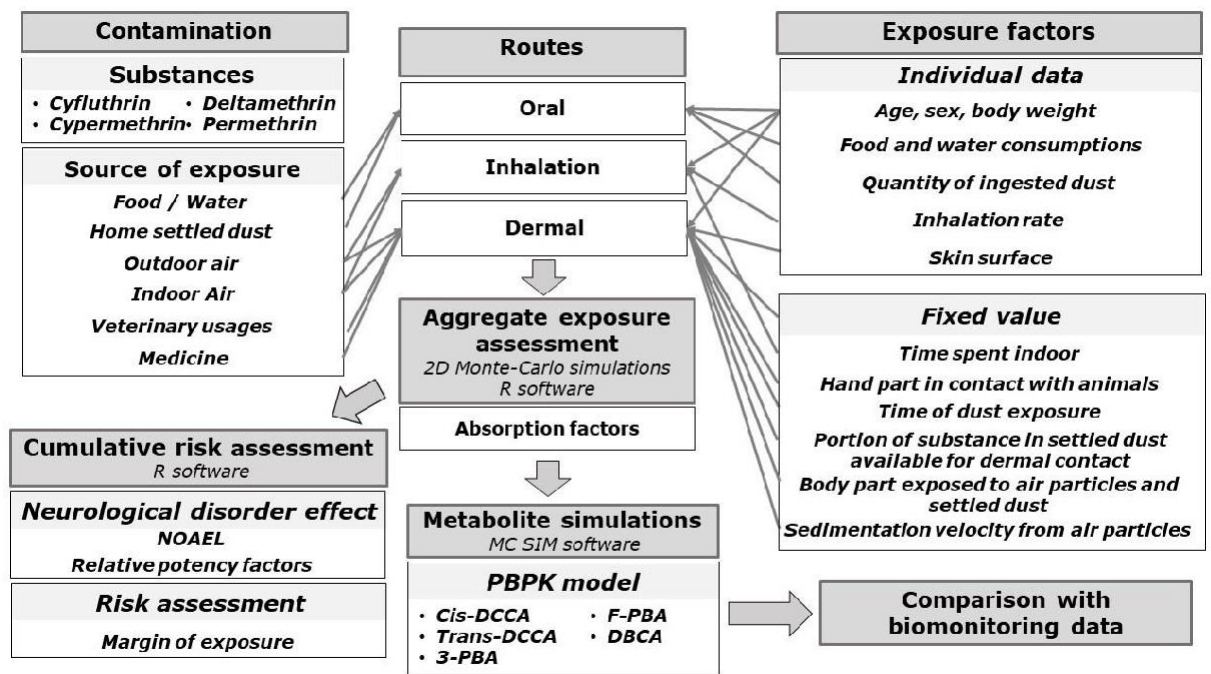 Contamination
Substances
• Cyfluthrin • Deltamethrin
• Cypermethrin • Permethrin
Source of exposure
Food / Water
Home settled dust
Outdoor air
Indoor Air
Veterinary usages
Medicine
Routes
Oral
Inhalation
Dermal
Exposure factors
Individual data
Age, sex, body weight
Food and water consumptions
Quantity of ingested dust
Inhalation rate
Skin surface
Fixed value
Time spent indoor
Hand part in contact with animals
Time of dust exposure
Portion of substance in settled dust
available for dermal contact
Body part exposed to air particles and
settled dust
Sedimentation velocity from air particles
Aggregate exposure
assessment
2D Monte-Carlo simulations
R software
Absorption factors
Cumulative risk assessment
R software
Neurological disorder effect
NOAEL
Relative potency factors
Risk assessment
Margin of exposure
Metabolite simulations
MC SIM software
PBPK model
• Cis-DCCA • F-PBA
• Trans-DCCA • DBCA
• 3-PBA
Comparison with
biomonitoring data